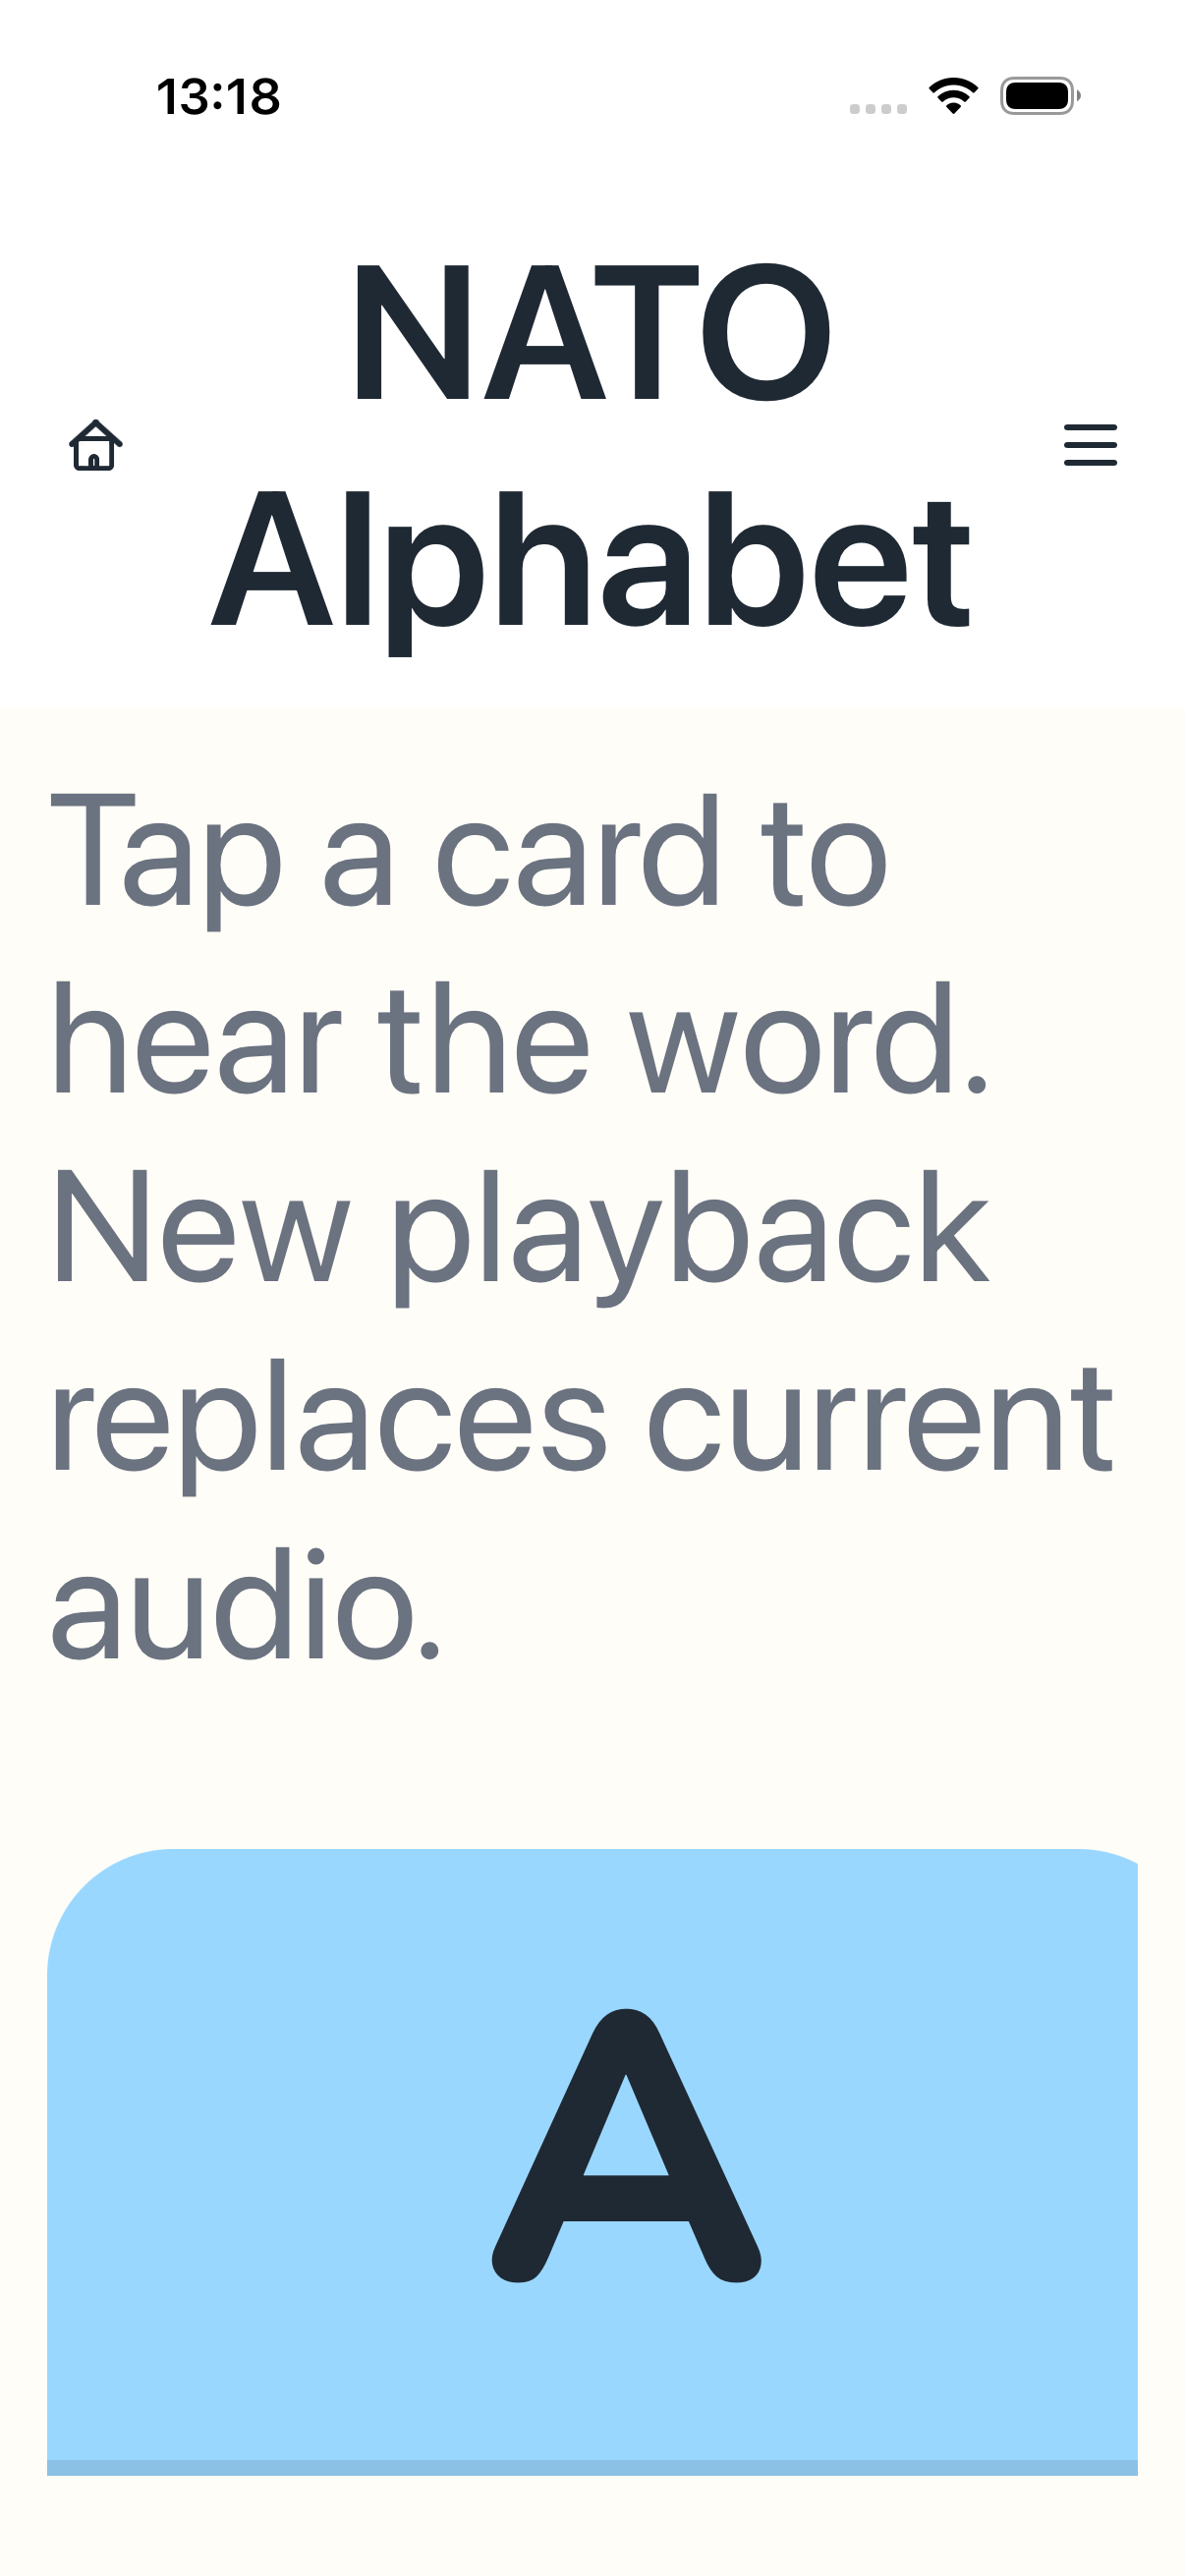 13:18
NATO
Alphabet
Tap a card to
hear the word.
New playback
replaces current
audio.
A